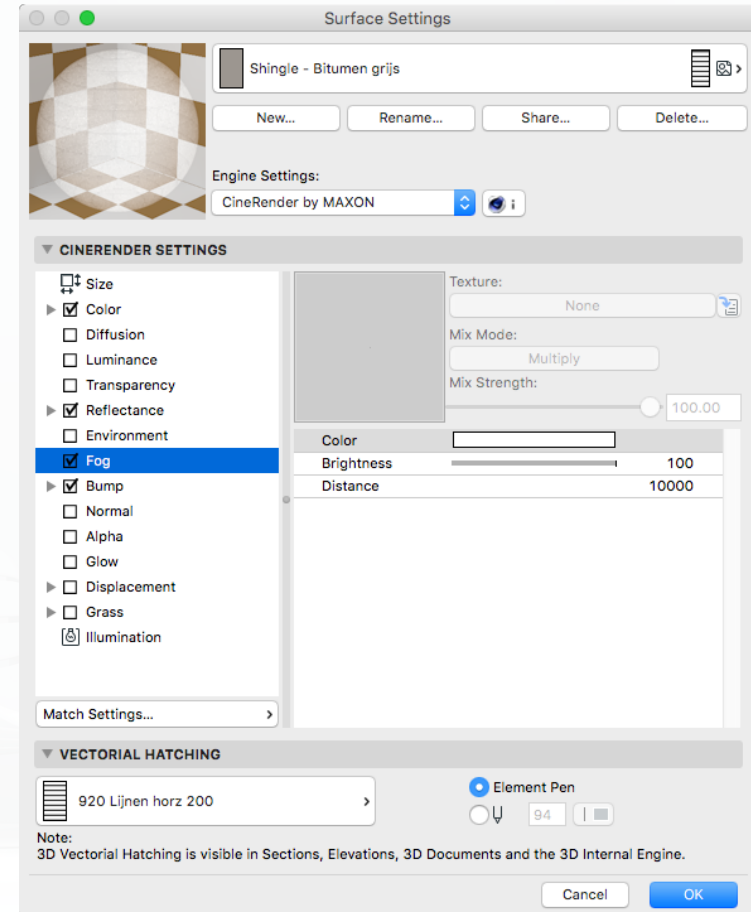 Surface Settings
Shingle - Bitumen grijs
New...
Rename...
Share...
Delete...
Engine Settings:
CineRender by MAXON
i
CINERENDER SETTINGS
Size
Color
Diffusion
Luminance
Transparency
Reflectance
Environment
Fog
Bump
Normal
Alpha
Glow
Displacement
Grass
Illumination
Match Settings...
Texture:
None
Mix Mode:
Multiply
Mix Strength:
100.00
Color
Brightness 100
Distance 10000
VECTORIAL HATCHING
920 Lijnen horz 200
Element Pen
94
Note:
3D Vectorial Hatching is visible in Sections, Elevations, 3D Documents and the 3D Internal Engine.
Cancel
OK